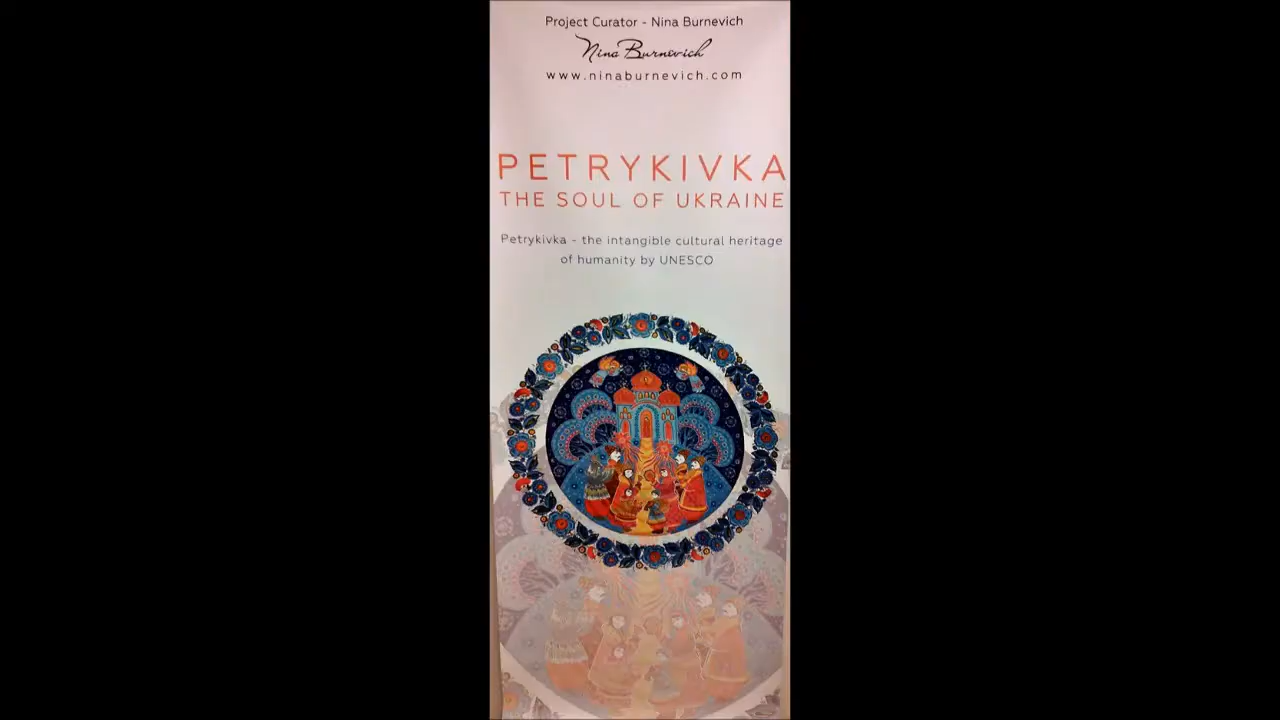 Project Curator - Nina Burnevich
Nina Burnevich
www.ninaburnevich.com
PETRYKIVKA
THE SOUL OF UKRAINE
Petrykivka - the intangible cultural heritage
of humanity by UNESCO